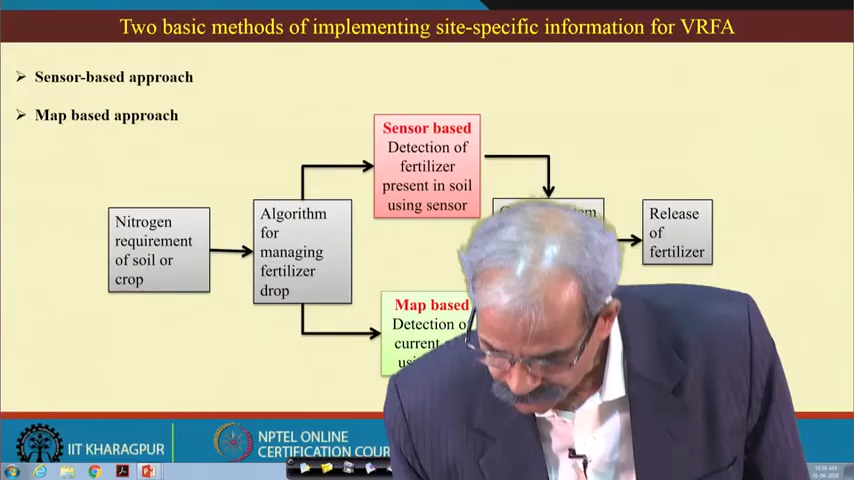 Two basic methods of implementing site-specific information for VRFA
➢ Sensor-based approach
➢ Map based approach
Nitrogen
requirement
of soil or
crop
Algorithm
for
managing
fertilizer
drop
Sensor based
Detection of
fertilizer
present in soil
using sensor
Map based
Detection of
current
Release
of
fertilizer
IIT KHARAGPUR
NPTEL ONLINE
CERTIFICATION COUR